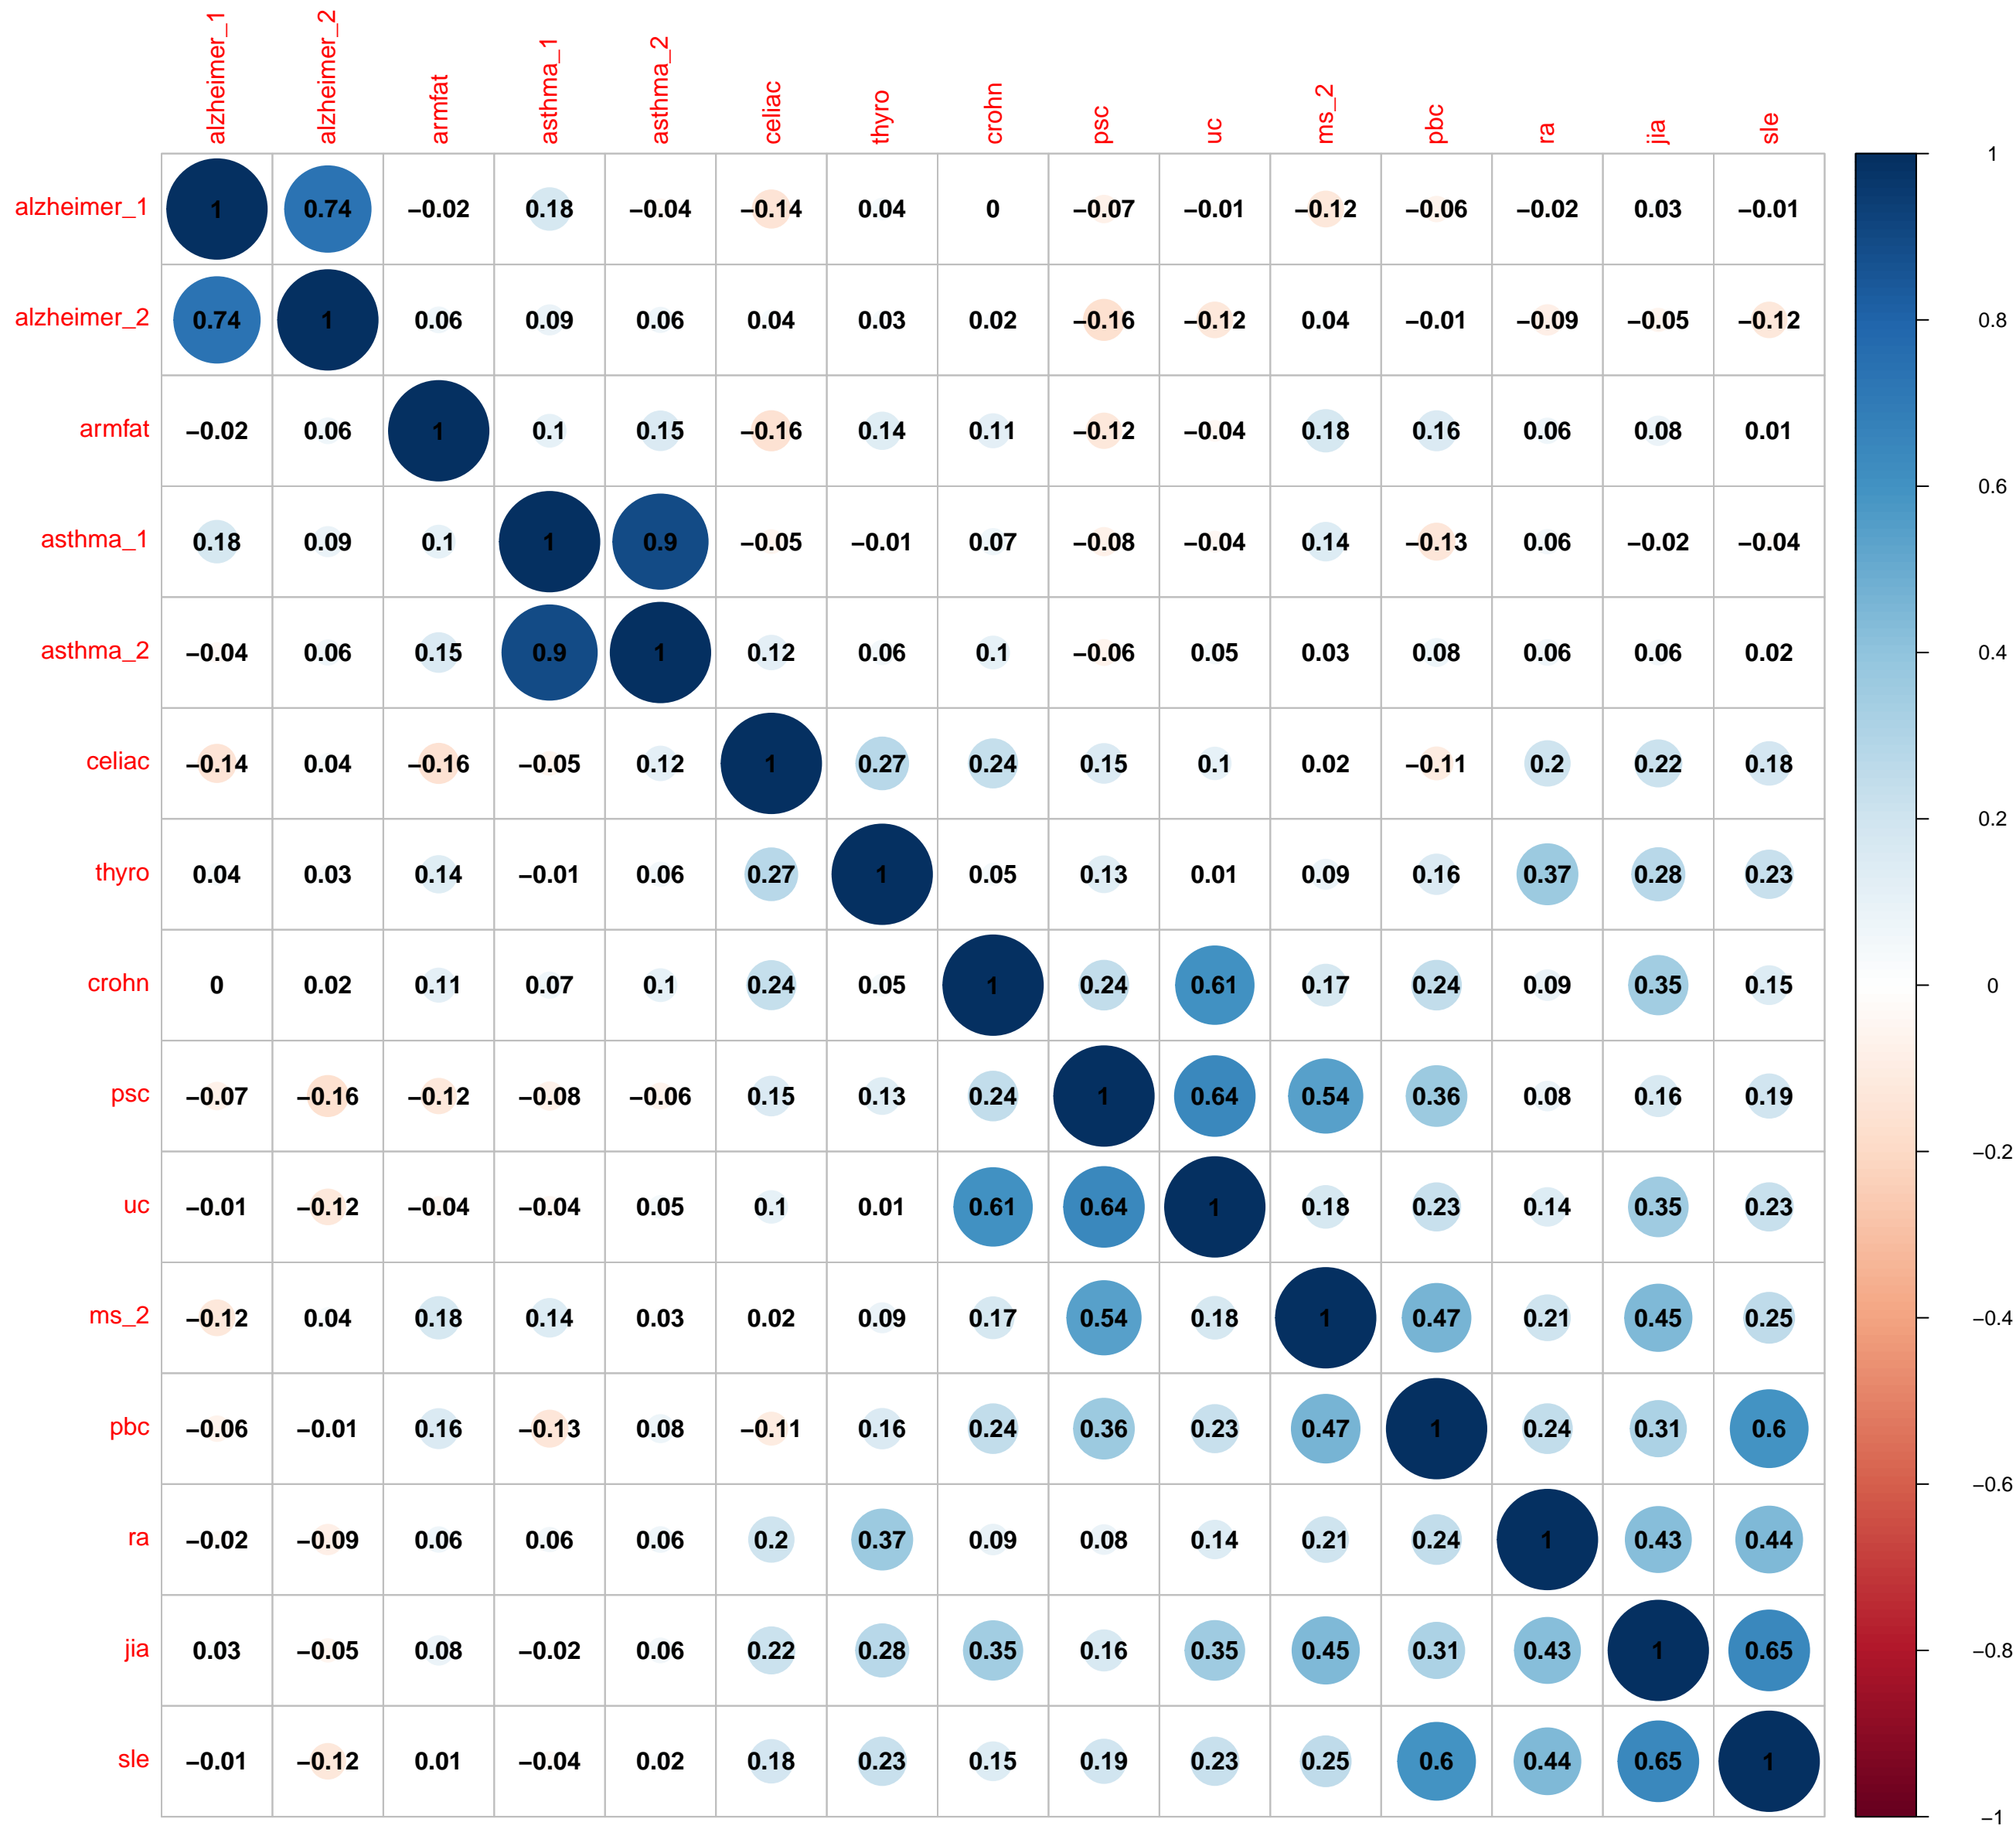 alzheimer_1 alzheimer_2 armfat asthma_1 asthma_2 celiac thyro crohn psc uc ms_2 pbc ra jia sle
alzheimer_1 1 0.74 −0.02 0.18 −0.04 −0.14 0.04 0 −0.07 −0.01 −0.12 −0.06 −0.02 0.03 −0.01
alzheimer_2 0.74 1 0.06 0.09 0.06 0.04 0.03 0.02 −0.16 −0.12 0.04 −0.01 −0.09 −0.05 −0.12
armfat −0.02 0.06 1 0.1 0.15 −0.16 0.14 0.11 −0.12 −0.04 0.18 0.16 0.06 0.08 0.01
asthma_1 0.18 0.09 0.1 1 0.9 −0.05 −0.01 0.07 −0.08 −0.04 0.14 −0.13 0.06 −0.02 −0.04
asthma_2 −0.04 0.06 0.15 0.9 1 0.12 0.06 0.1 −0.06 0.05 0.03 0.08 0.06 0.06 0.02
celiac −0.14 0.04 −0.16 −0.05 0.12 1 0.27 0.24 0.15 0.1 0.02 −0.11 0.2 0.22 0.18
thyro 0.04 0.03 0.14 −0.01 0.06 0.27 1 0.05 0.13 0.01 0.09 0.16 0.37 0.28 0.23
crohn 0 0.02 0.11 0.07 0.1 0.24 0.05 1 0.24 0.61 0.17 0.24 0.09 0.35 0.15
psc −0.07 −0.16 −0.12 −0.08 −0.06 0.15 0.13 0.24 1 0.64 0.54 0.36 0.08 0.16 0.19
uc −0.01 −0.12 −0.04 −0.04 0.05 0.1 0.01 0.61 0.64 1 0.18 0.23 0.14 0.35 0.23
ms_2 −0.12 0.04 0.18 0.14 0.03 0.02 0.09 0.17 0.54 0.18 1 0.47 0.21 0.45 0.25
pbc −0.06 −0.01 0.16 −0.13 0.08 −0.11 0.16 0.24 0.36 0.23 0.47 1 0.24 0.31 0.6
ra −0.02 −0.09 0.06 0.06 0.06 0.2 0.37 0.09 0.08 0.14 0.21 0.24 1 0.43 0.44
jia 0.03 −0.05 0.08 −0.02 0.06 0.22 0.28 0.35 0.16 0.35 0.45 0.31 0.43 1 0.65
sle −0.01 −0.12 0.01 −0.04 0.02 0.18 0.23 0.15 0.19 0.23 0.25 0.6 0.44 0.65 1
1
0.8
0.6
0.4
0.2
0
−0.2
−0.4
−0.6
−0.8
−1